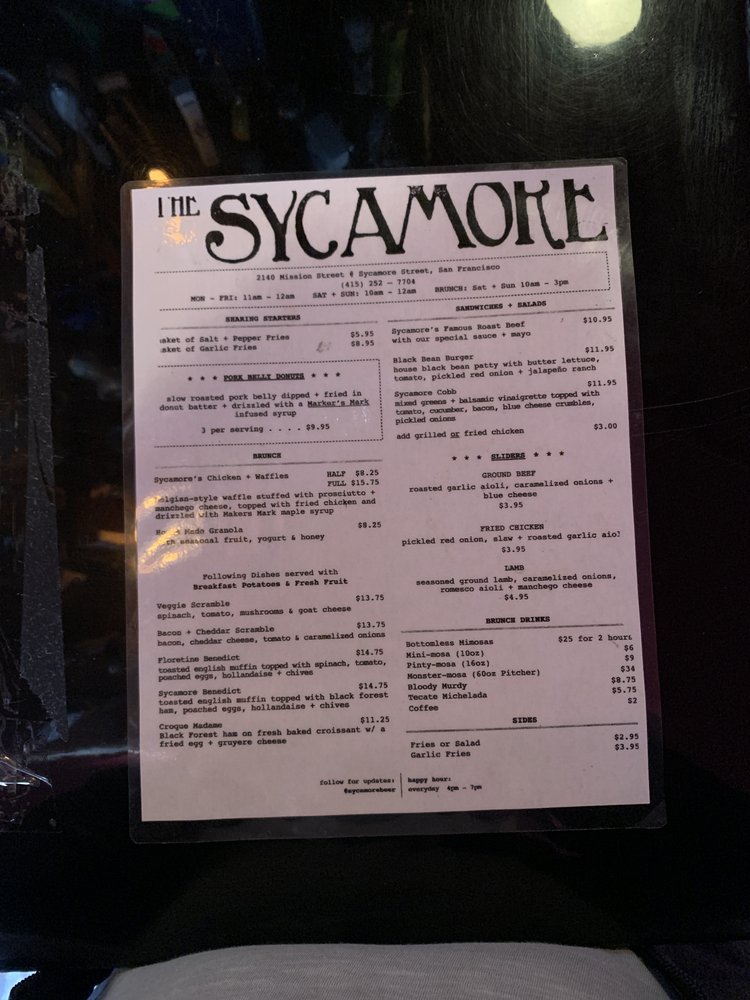 THE SYCAMORE
2140 Mission Street @ Sycamore Street, San Francisco
(415) 252 - 7704
MON - FRI: 11am - 12am SAT + SUN: 10am - 12am BRUNCH: Sat + Sun 10am - 3pm
SHARING STARTERS
asket of Salt + Pepper Fries $5.95
asket of Garlic Fries $8.95
* * * PORK BELLY DONUTS * * *
slow roasted pork belly dipped + fried in
donut batter + drizzled with a Markur's Mark
infused syrup
3 per serving . . . . $9.95
BRUNCH
Sycamore's Chicken + Waffles HALF $8.25
FULL $15.75
elgian-style waffle stuffed with prosciutto +
manchego cheese, topped with fried chicken and
drizzled with Makers Mark maple syrup
Made Granola $8.25
seasonal fruit, yogurt & honey
Following Dishes served with
Breakfast Potatoes & Fresh Fruit
Veggie Scramble $13.75
spinach, tomato, mushrooms & goat cheese
Bacon + Cheddar Scramble $13.75
bacon, cheddar cheese, tomato & caramelized onions
Floretine Benedict $14.75
toasted english muffin topped with spinach, tomato,
poached eggs, hollandaise + chives
Sycamore Benedict $14.75
toasted english muffin topped with black forest
ham, poached eggs, hollandaise + chives
Croque Madame $11.25
Black Forest ham on fresh baked croissant w/ a
fried egg + gruyere cheese
SANDWICHES + SALADS
Sycamore's Famous Roast Beef $10.95
with our special sauce + mayo
Black Bean Burger $11.95
house black bean patty with butter lettuce,
tomato, pickled red onion + jalapeño ranch
Sycamore Cobb $11.95
mixed greens + balsamic vinaigrette topped with
tomato, cucumber, bacon, blue cheese crumbles,
pickled onions
add grilled or fried chicken $3.00
* * * SLIDERS * * *
GROUND BEEF
roasted garlic aioli, caramelized onions +
blue cheese
$3.95
FRIED CHICKEN
pickled red onion, slaw + roasted garlic aiol
$3.95
LAMB
seasoned ground lamb, caramelized onions,
romesco aioli + manchego cheese
$4.95
BRUNCH DRINKS
Bottomless Mimosas $25 for 2 hours
Mini-mosa (10oz) $6
Pinty-mosa (16oz) $9
Monster-mosa (60oz Pitcher) $34
Bloody Murdy $8.75
Tecate Michelada $5.75
Coffee $2
SIDES
Fries or Salad $2.95
Garlic Fries $3.95
follow for updates:
@sycamorebeer
happy hour:
everyday 4pm - 7pm